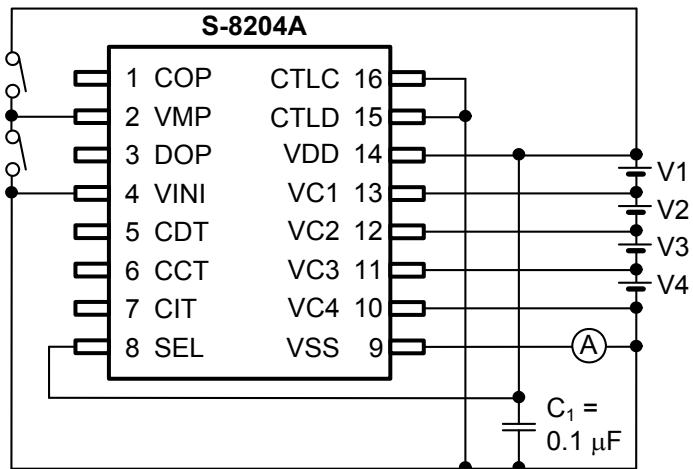 S-8204A
1 COP CTLC 16
2 VMP CTLD 15
3 DOP VDD 14
4 VINI VC1 13
5 CDT VC2 12
6 CCT VC3 11
7 CIT VC4 10
8 SEL VSS 9
V1
V2
V3
V4
A
C₁ =
0.1 μF